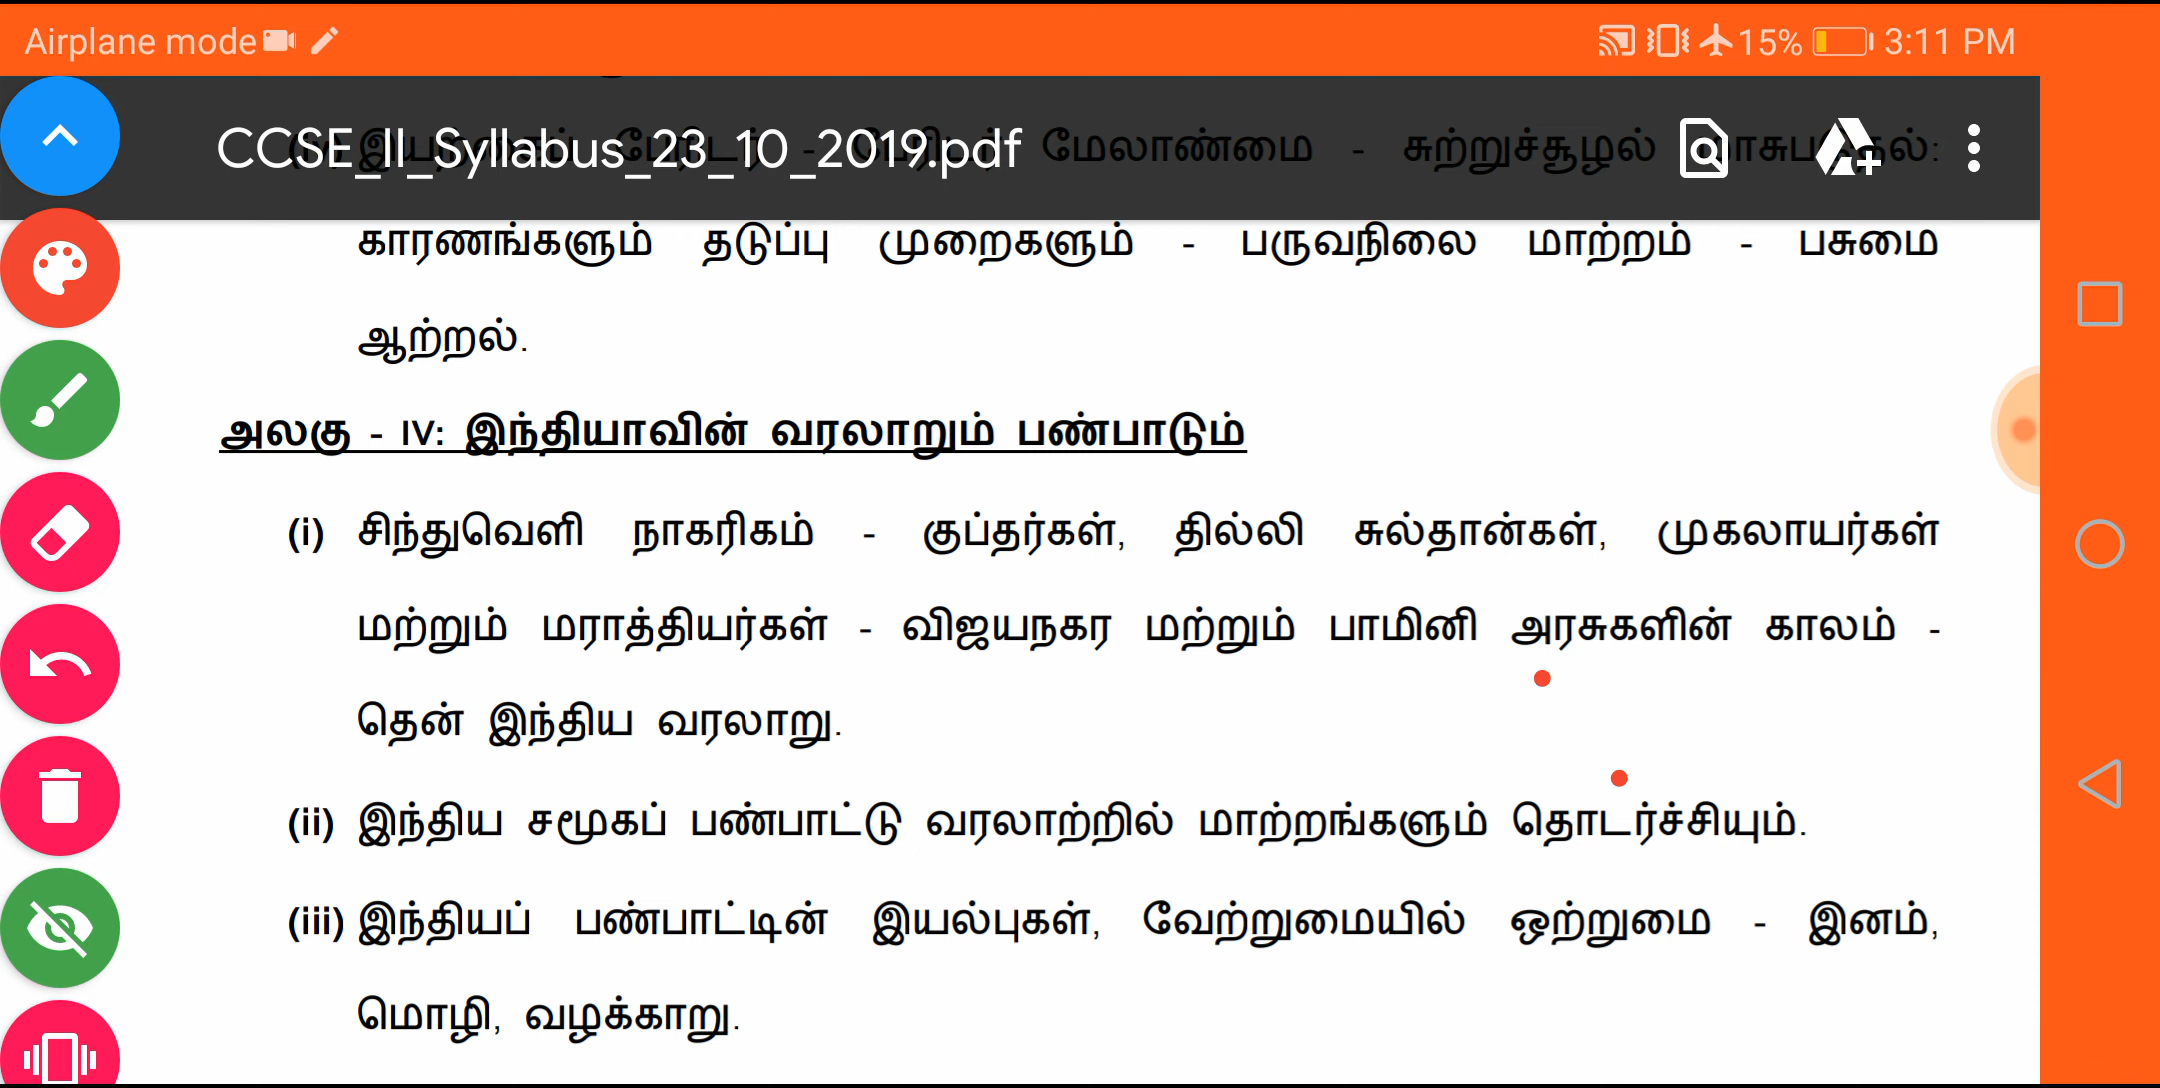 Airplane mode 15% 3:11 PM
CCSE_II_Syllabus_23_10_2019.pdf
மேலாண்மை - சுற்றுச்சூழல்
காரணங்களும் தடுப்பு முறைகளும் - பருவநிலை மாற்றம் - பசுமை
ஆற்றல்.
அலகு - IV: இந்தியாவின் வரலாறும் பண்பாடும்
(i) சிந்துவெளி நாகரிகம் - குப்தர்கள், தில்லி சுல்தான்கள், முகலாயர்கள்
மற்றும் மராத்தியர்கள் - விஜயநகர மற்றும் பாமினி அரசுகளின் காலம் -
தென் இந்திய வரலாறு.
(ii) இந்திய சமூகப் பண்பாட்டு வரலாற்றில் மாற்றங்களும் தொடர்ச்சியும்.
(iii) இந்தியப் பண்பாட்டின் இயல்புகள், வேற்றுமையில் ஒற்றுமை - இனம்,
மொழி, வழக்காறு.